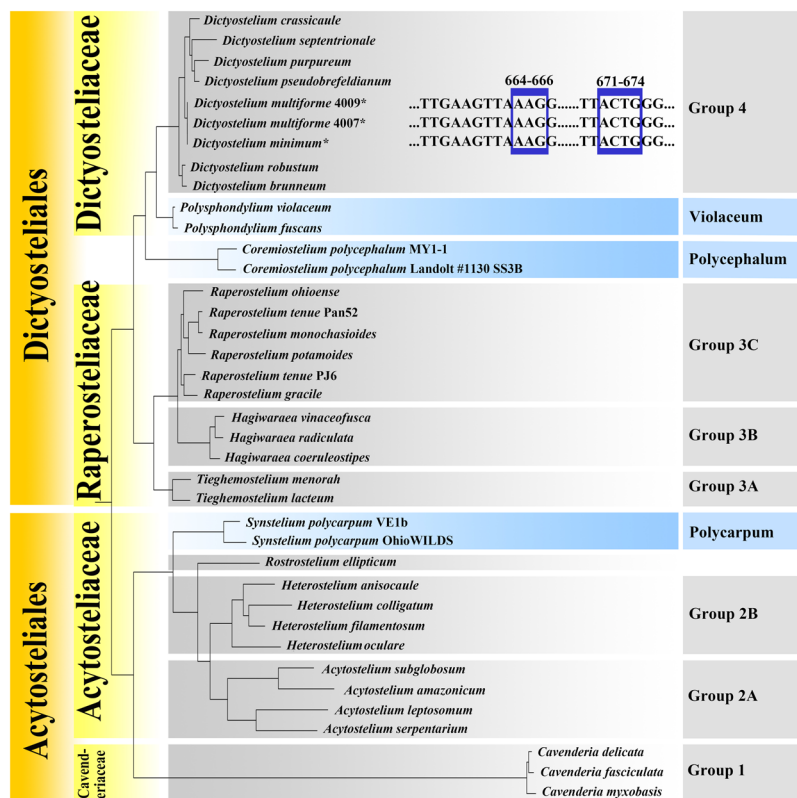 Dictyosteliales
Acytosteliales
Dictyosteliaceae
Raperosteliaceae
Acytosteliaceae
Cavend-
eriaceae
Dictyostelium crassicaule
Dictyostelium septentrionale
Dictyostelium purpureum
Dictyostelium pseudobrefeldianum
664-666 671-674
Dictyostelium multiforme 4009* ...TTGAAGTTAAAGG......TTACTGGG...
Dictyostelium multiforme 4007* ...TTGAAGTTAAAGG......TTACTGGG...
Dictyostelium minimum* ...TTGAAGTTAAAGG......TTACTGGG...
Dictyostelium robustum
Dictyostelium brunneum
Group 4
Polysphondylium violaceum
Polysphondylium fuscans
Violaceum
Coremiostelium polycephalum MY1-1
Coremiostelium polycephalum Landolt #1130 SS3B
Polycephalum
Raperostelium ohioense
Raperostelium tenue Pan52
Raperostelium monochasioides
Raperostelium potamoides
Raperostelium tenue PJ6
Raperostelium gracile
Group 3C
Hagiwaraea vinaceofusca
Hagiwaraea radiculata
Hagiwaraea coeruleostipes
Group 3B
Tieghemostelium menorah
Tieghemostelium lacteum
Group 3A
Synstelium polycarpum VE1b
Synstelium polycarpum OhioWILDS
Polycarpum
Rostrostelium ellipticum
Heterostelium anisocaule
Heterostelium colligatum
Heterostelium filamentosum
Heterostelium oculare
Group 2B
Acytostelium subglobosum
Acytostelium amazonicum
Acytostelium leptosomum
Acytostelium serpentarium
Group 2A
Cavenderia delicata
Cavenderia fasciculata
Cavenderia myxobasis
Group 1